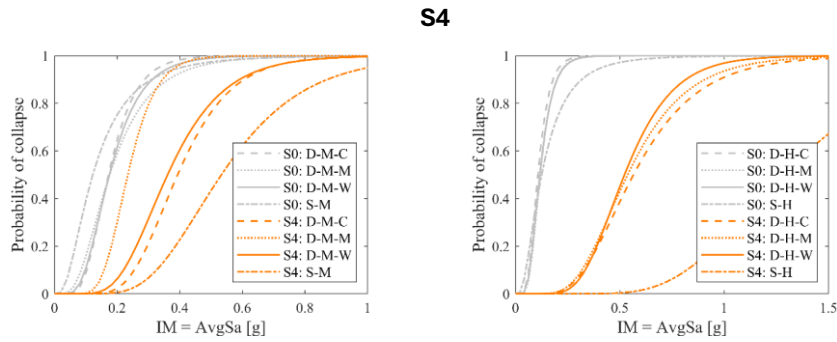 S4
Probability of collapse
1
0.8
0.6
0.4
0.2
0
S0: D-M-C
S0: D-M-M
S0: D-M-W
S0: S-M
S4: D-M-C
S4: D-M-M
S4: D-M-W
S4: S-M
0 0.2 0.4 0.6 0.8 1
IM = AvgSa [g]
Probability of collapse
1
0.8
0.6
0.4
0.2
0
S0: D-H-C
S0: D-H-M
S0: D-H-W
S0: S-H
S4: D-H-C
S4: D-H-M
S4: D-H-W
S4: S-H
0 0.5 1 1.5
IM = AvgSa [g]